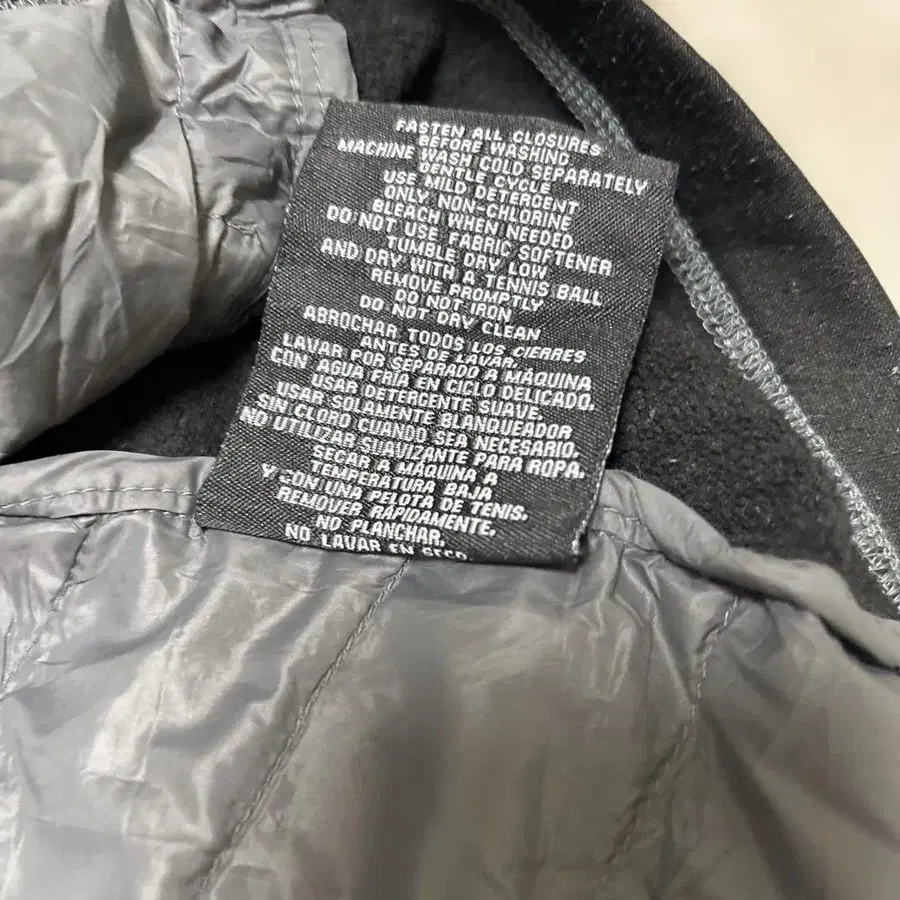 FASTEN ALL CLOSURES
BEFORE WASHING
MACHINE WASH COLD SEPARATELY
GENTLE CYCLE
USE MILD DETERGENT
ONLY NON-CHLORINE
BLEACH WHEN NEEDED
DO NOT USE FABRIC SOFTENER
TUMBLE DRY LOW
AND DRY WITH A TENNIS BALL
REMOVE PROMPTLY
DO NOT IRON
DO NOT DRY CLEAN
ABROCHAR TODOS LOS CIERRES
ANTES DE LAVAR.
LAVAR POR SEPARADO A MÁQUINA
CON AGUA FRÍA EN CICLO DELICADO.
USAR DETERGENTE SUAVE.
USAR SOLAMENTE BLANQUEADOR
SIN CLORO CUANDO SEA NECESARIO.
NO UTILIZAR SUAVIZANTE PARA ROPA.
SECAR A MÁQUINA A
TEMPERATURA BAJA
Y CON UNA PELOTA DE TENIS.
REMOVER RÁPIDAMENTE.
NO PLANCHAR.
NO LAVAR EN SECO